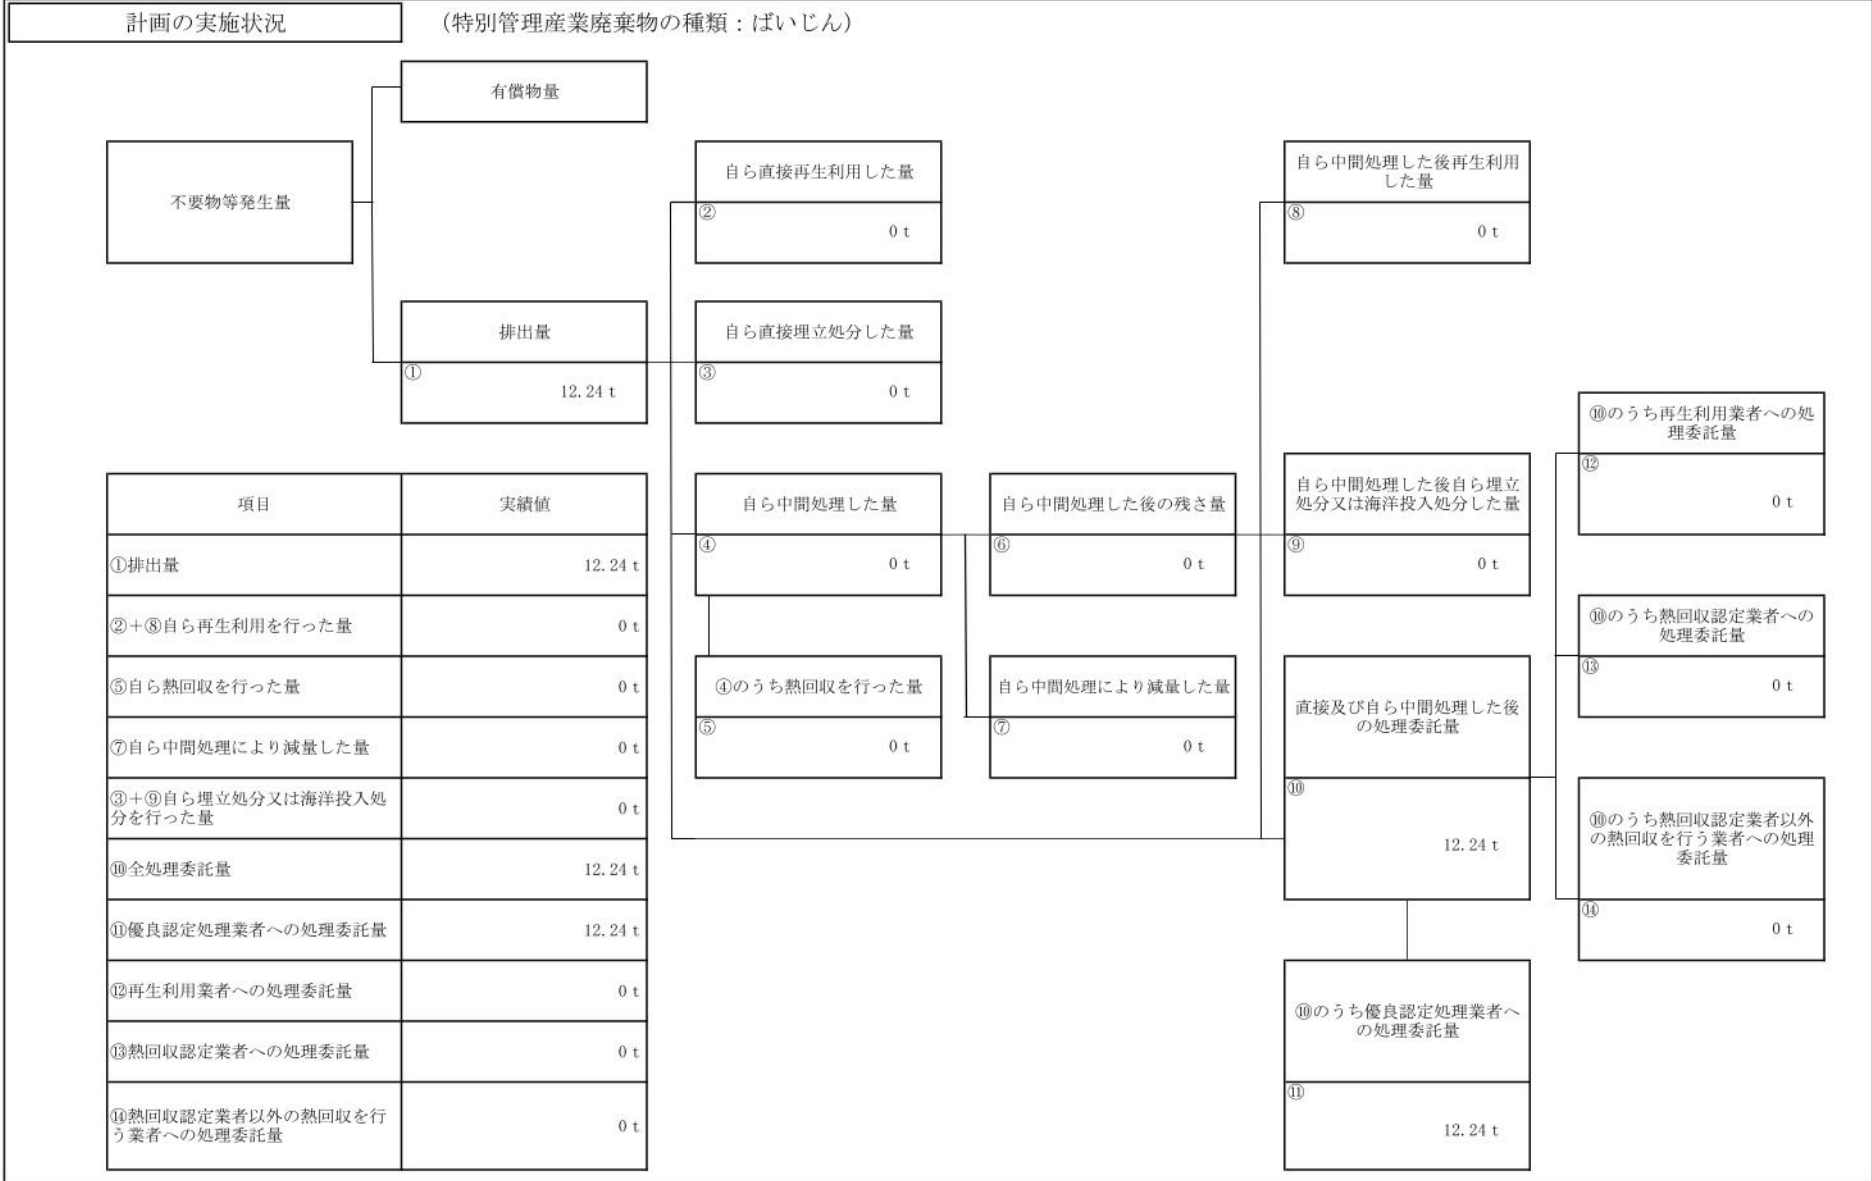 計画の実施状況
（特別管理産業廃棄物の種類：ばいじん）
有償物量
不要物等発生量
自ら直接再生利用した量
②
0 t
自ら中間処理した後再生利用
した量
⑧
0 t
排出量
①
12.24 t
自ら直接埋立処分した量
③
0 t
⑩のうち再生利用業者への処
理委託量
⑫
0 t
自ら中間処理した量
④
0 t
自ら中間処理した後の残さ量
⑥
0 t
自ら中間処理した後自ら埋立
処分又は海洋投入処分した量
⑨
0 t
⑩のうち熱回収認定業者への
処理委託量
⑬
0 t
④のうち熱回収を行った量
⑤
0 t
自ら中間処理により減量した量
⑦
0 t
直接及び自ら中間処理した後
の処理委託量
⑩
12.24 t
⑩のうち熱回収認定業者以外
の熱回収を行う業者への処理
委託量
⑭
0 t
⑩のうち優良認定処理業者へ
の処理委託量
⑪
12.24 t
項目 実績値
①排出量 12.24 t
②＋⑧自ら再生利用を行った量 0 t
⑤自ら熱回収を行った量 0 t
⑦自ら中間処理により減量した量 0 t
③＋⑨自ら埋立処分又は海洋投入処
分を行った量 0 t
⑩全処理委託量 12.24 t
⑪優良認定処理業者への処理委託量 12.24 t
⑫再生利用業者への処理委託量 0 t
⑬熱回収認定業者への処理委託量 0 t
⑭熱回収認定業者以外の熱回収を行
う業者への処理委託量 0 t